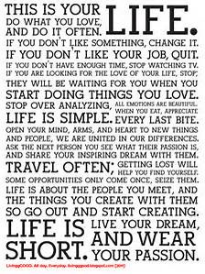 THIS IS YOUR LIFE.
DO WHAT YOU LOVE,
AND DO IT OFTEN.
IF YOU DON'T LIKE SOMETHING, CHANGE IT.
IF YOU DON'T LIKE YOUR JOB, QUIT.
IF YOU DON'T HAVE ENOUGH TIME, STOP WATCHING TV.
IF YOU ARE LOOKING FOR THE LOVE OF YOUR LIFE, STOP;
THEY WILL BE WAITING FOR YOU WHEN YOU
START DOING THINGS YOU LOVE.
STOP OVER ANALYZING,
ALL EMOTIONS ARE BEAUTIFUL.
WHEN YOU EAT, APPRECIATE
LIFE IS SIMPLE. EVERY LAST BITE.
OPEN YOUR MIND, ARMS, AND HEART TO NEW THINGS
AND PEOPLE, WE ARE UNITED IN OUR DIFFERENCES.
ASK THE NEXT PERSON YOU SEE WHAT THEIR PASSION IS,
AND SHARE YOUR INSPIRING DREAM WITH THEM.
TRAVEL OFTEN;
GETTING LOST WILL
HELP YOU FIND YOURSELF.
SOME OPPORTUNITIES ONLY COME ONCE, SEIZE THEM.
LIFE IS ABOUT THE PEOPLE YOU MEET, AND
THE THINGS YOU CREATE WITH THEM
SO GO OUT AND START CREATING.
LIFE IS SHORT.
LIVE YOUR DREAM,
AND WEAR
YOUR PASSION.